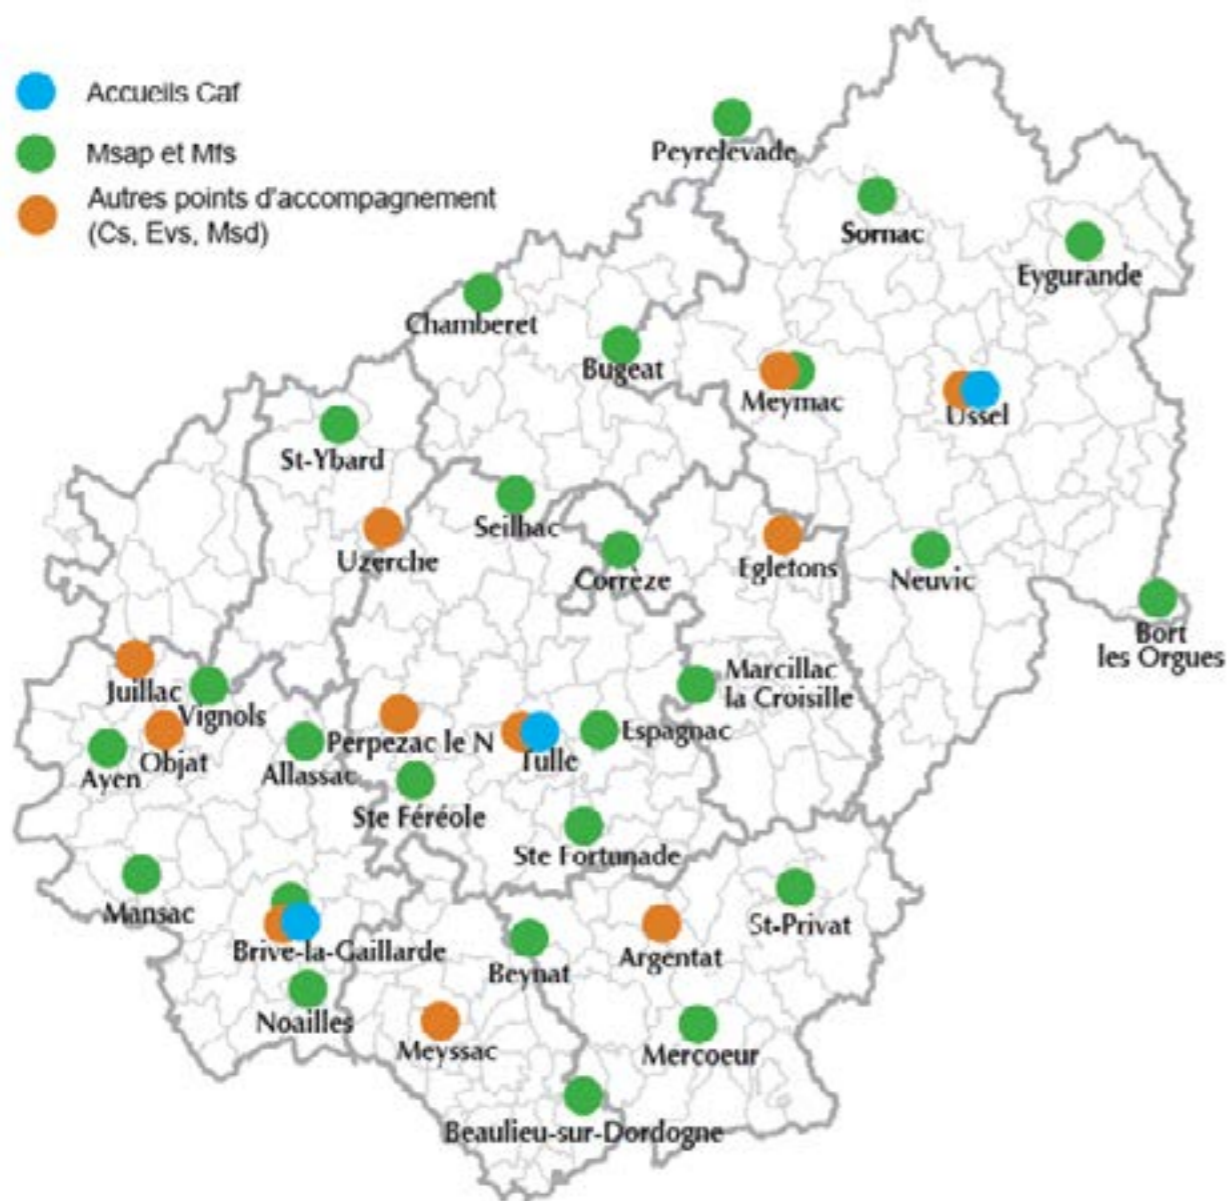 Accueils Caf
Msap et Mfs
Autres points d'accompagnement
(Cs, Evs, Msd)
Peyrelevade
Sornac
Eygurande
Chamberet
Bugeat
Meymac
Ussel
St-Ybard
Seilhac
Uzerche
Corrèze
Egletons
Neuvic
Bort
les Orgues
Juillac
Vignols
Marcillac
la Croisille
Perpezac le N
Espagnac
Tulle
Objat
Ayen
Allassac
Ste Féréole
Ste Fortunade
Mansac
St-Privat
Brive-la-Gaillarde
Argentat
Beynat
Noailles
Meyssac
Mercoeur
Beaulieu-sur-Dordogne